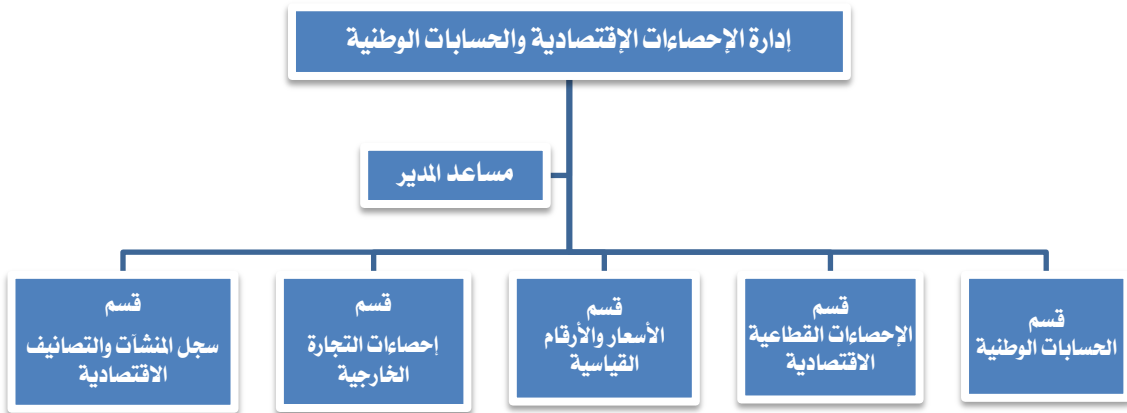 إدارة الإحصاءات الإقتصادية والحسابات الوطنية
مساعد المدير
قسم
الحسابات الوطنية
قسم
الإحصاءات القطاعية
الاقتصادية
قسم
الأسعار والأرقام
القياسية
قسم
إحصاءات التجارة
الخارجية
قسم
سجل المنشآت والتصانيف
الاقتصادية